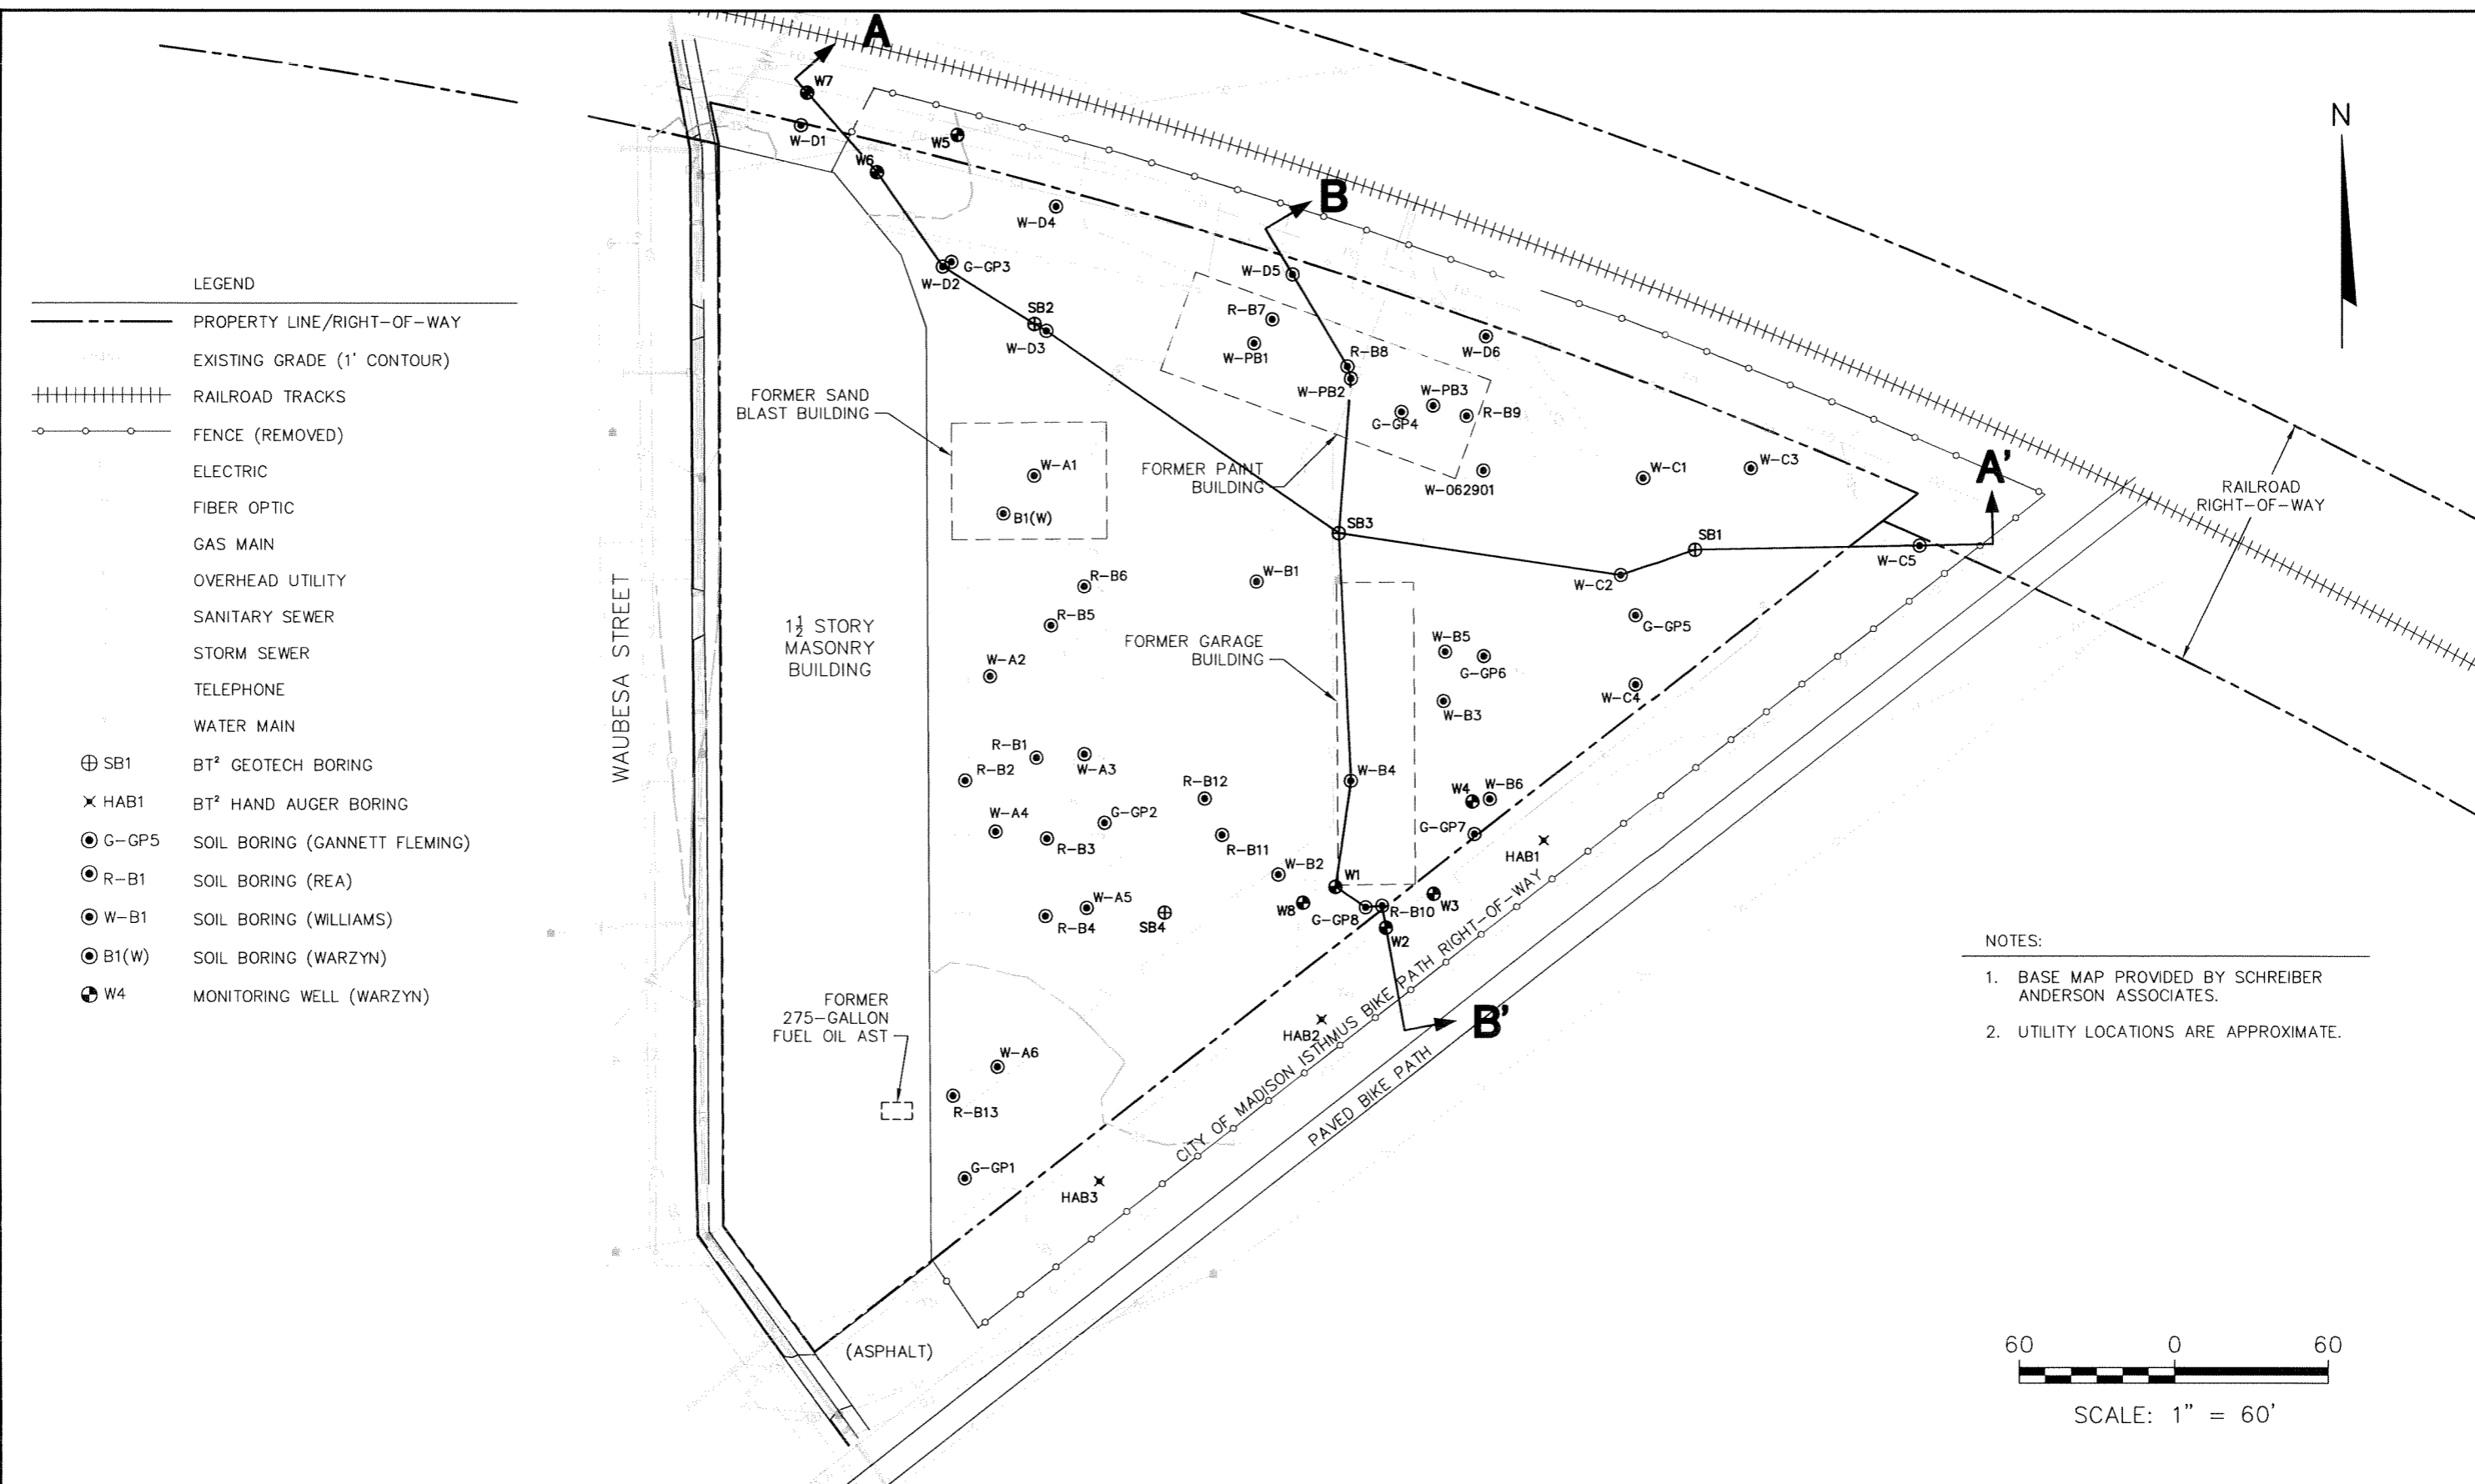 LEGEND
PROPERTY LINE/RIGHT-OF-WAY
EXISTING GRADE (1' CONTOUR)
RAILROAD TRACKS
FENCE (REMOVED)
ELECTRIC
FIBER OPTIC
GAS MAIN
OVERHEAD UTILITY
SANITARY SEWER
STORM SEWER
TELEPHONE
WATER MAIN
SB1 BT² GEOTECH BORING
HAB1 BT² HAND AUGER BORING
G-GP5 SOIL BORING (GANNETT FLEMING)
R-B1 SOIL BORING (REA)
W-B1 SOIL BORING (WILLIAMS)
B1(W) SOIL BORING (WARZYN)
W4 MONITORING WELL (WARZYN)
WAUBESA STREET
A
W7
W-D1
W5
W6
W-D4
B
G-GP3
W-D2
W-D5
SB2
W-D3
R-B7
W-PB1
R-B8
W-PB2
W-D6
W-PB3
G-GP4
R-B9
FORMER SAND
BLAST BUILDING
W-A1
B1(W)
FORMER PAINT
BUILDING
W-062901
W-C1
W-C3
A'
RAILROAD
RIGHT-OF-WAY
SB3
SB1
W-C5
W-C2
R-B6
W-B1
R-B5
1½ STORY
MASONRY
BUILDING
FORMER GARAGE
BUILDING
W-B5
G-GP6
G-GP5
W-A2
W-C4
W-B3
R-B1
R-B2
W-A3
W-B4
R-B12
W4
W-B6
W-A4
G-GP2
R-B3
R-B11
G-GP7
HAB1
W-B2
W1
W8
G-GP8
R-B10
W3
W2
W-A5
R-B4
SB4
FORMER
275-GALLON
FUEL OIL AST
W-A6
R-B13
G-GP1
HAB2
HAB3
B'
CITY OF MADISON ISTHMUS BIKE PATH RIGHT-OF-WAY
PAVED BIKE PATH
(ASPHALT)
N
NOTES:
1. BASE MAP PROVIDED BY SCHREIBER
ANDERSON ASSOCIATES.
2. UTILITY LOCATIONS ARE APPROXIMATE.
60 0 60
SCALE: 1" = 60'